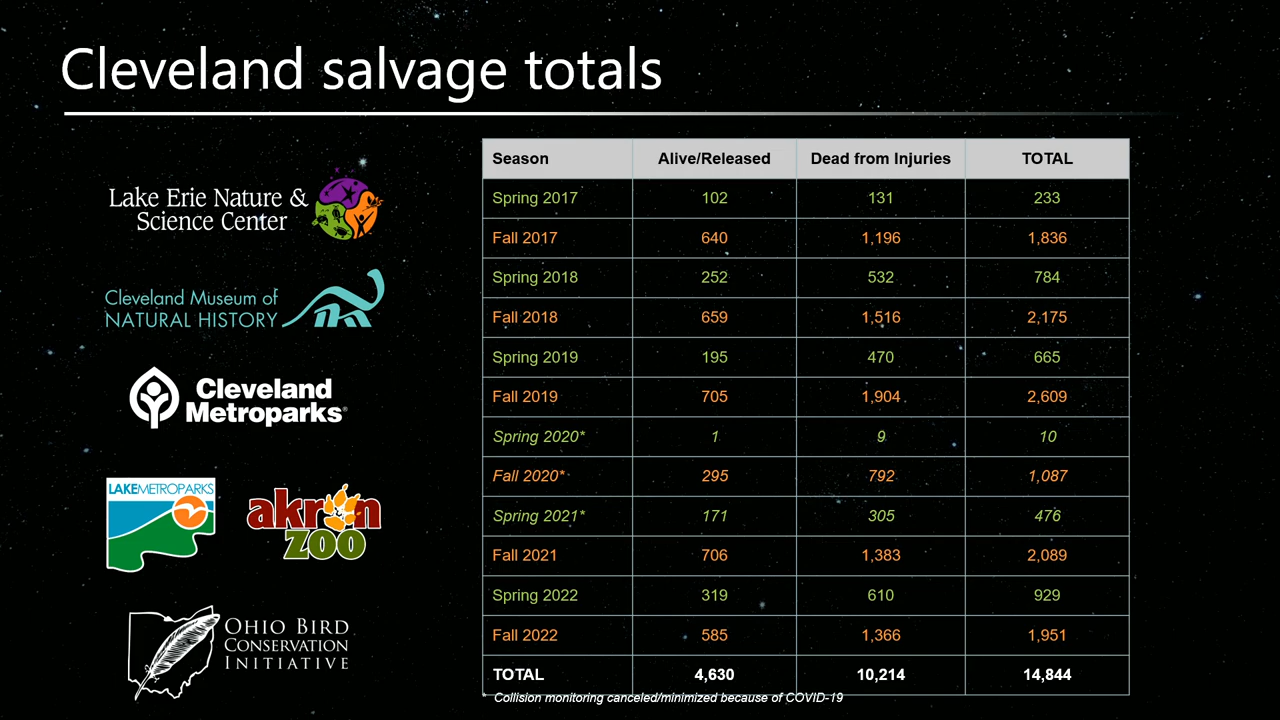 Cleveland salvage totals
Lake Erie Nature &
Science Center
Cleveland Museum of
NATURAL HISTORY
Cleveland
Metroparks®
LAKEMETROPARKS
akron
zoo
OHIO BIRD
CONSERVATION
INITIATIVE
Season Alive/Released Dead from Injuries TOTAL
Spring 2017 102 131 233
Fall 2017 640 1,196 1,836
Spring 2018 252 532 784
Fall 2018 659 1,516 2,175
Spring 2019 195 470 665
Fall 2019 705 1,904 2,609
Spring 2020* 1 9 10
Fall 2020* 295 792 1,087
Spring 2021* 171 305 476
Fall 2021 706 1,383 2,089
Spring 2022 319 610 929
Fall 2022 585 1,366 1,951
TOTAL 4,630 10,214 14,844
* Collision monitoring canceled/minimized because of COVID-19